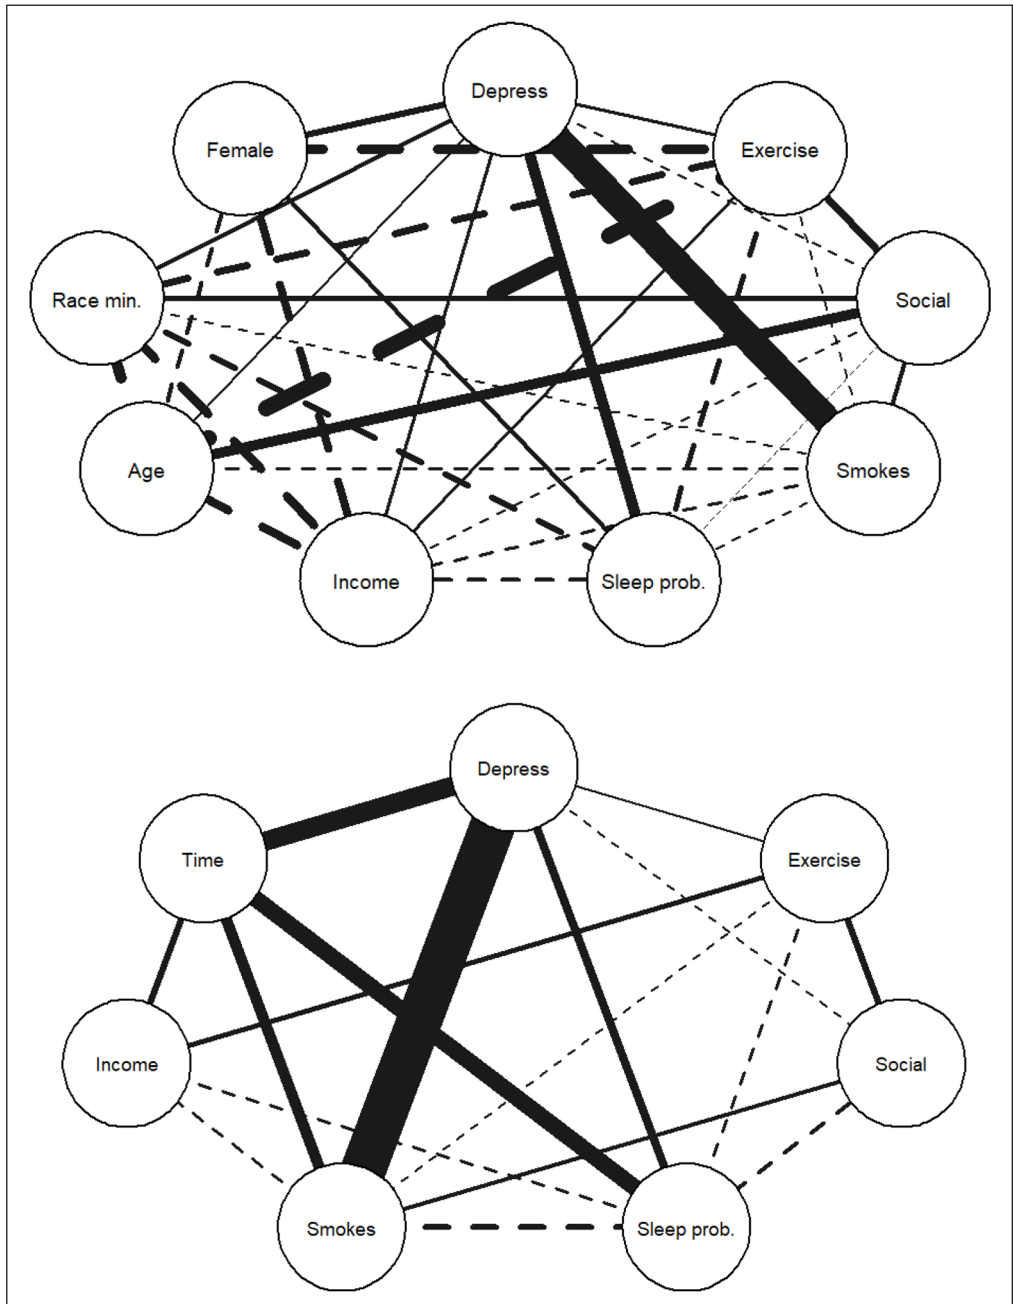 Depress
Female
Exercise
Race min.
Social
Age
Smokes
Income
Sleep prob.
Depress
Time
Exercise
Income
Social
Smokes
Sleep prob.